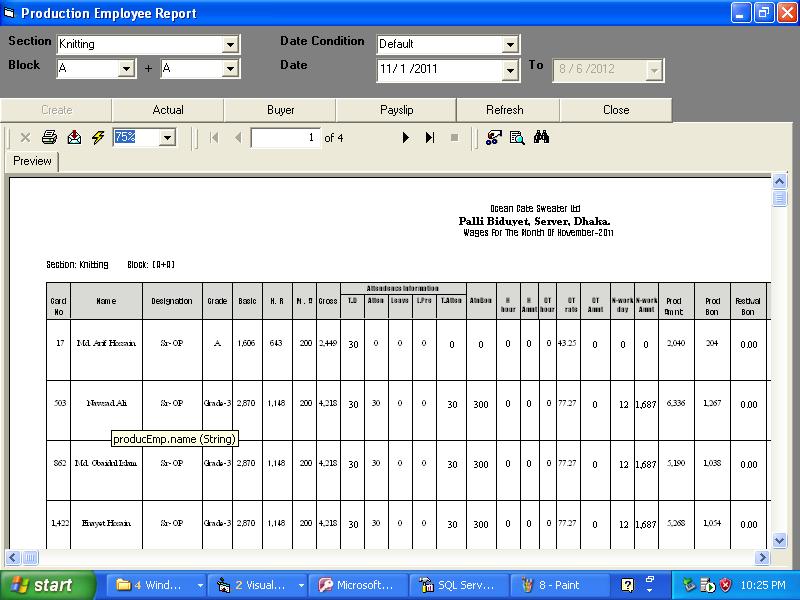 Production Employee Report
Section Knitting Date Condition Default
Block A + A Date 11/ 1 /2011 To 8 / 6 /2012
Create Actual Buyer Payslip Refresh Close
75% 1 of 4
Preview
Ocean Cate Sweater Ltd
Palli Biduyet, Server, Dhaka.
Wages For The Month Of November-2011
Section: Knitting Block: [A+A]
Attendence Information
Card No Name Designation Grade Basic H. R Gross T.D Atten Leave L.Pre T.Atten AtnBon H hour H Amnt OT hour OT rate OT Amnt N-work day N-work Amnt Prod Amnt Prod Bon Festival Bon
17 Md. Arif Hossain Sr- OP A 1,606 643 200 2,449 30 0 0 0 0 0 0 0 0 43.25 0 0 0 2,040 204 0.00
503 Nawsad Ali Sr- OP Grade-3 2,870 1,148 200 4,218 30 30 0 0 30 300 0 0 0 77.27 0 12 1,687 6,336 1,267 0.00
producEmp.name (String)
862 Md. Obaidul Islam Sr- OP Grade-3 2,870 1,148 200 4,218 30 30 0 0 30 300 0 0 0 77.27 0 12 1,687 5,190 1,038 0.00
1,422 Enayet Hosain Sr- OP Grade-3 2,870 1,148 200 4,218 30 30 0 0 30 300 0 0 0 77.27 0 12 1,687 5,268 1,054 0.00
start 4 Wind... 2 Visual... Microsoft... SQL Serv... 8 - Paint 10:25 PM